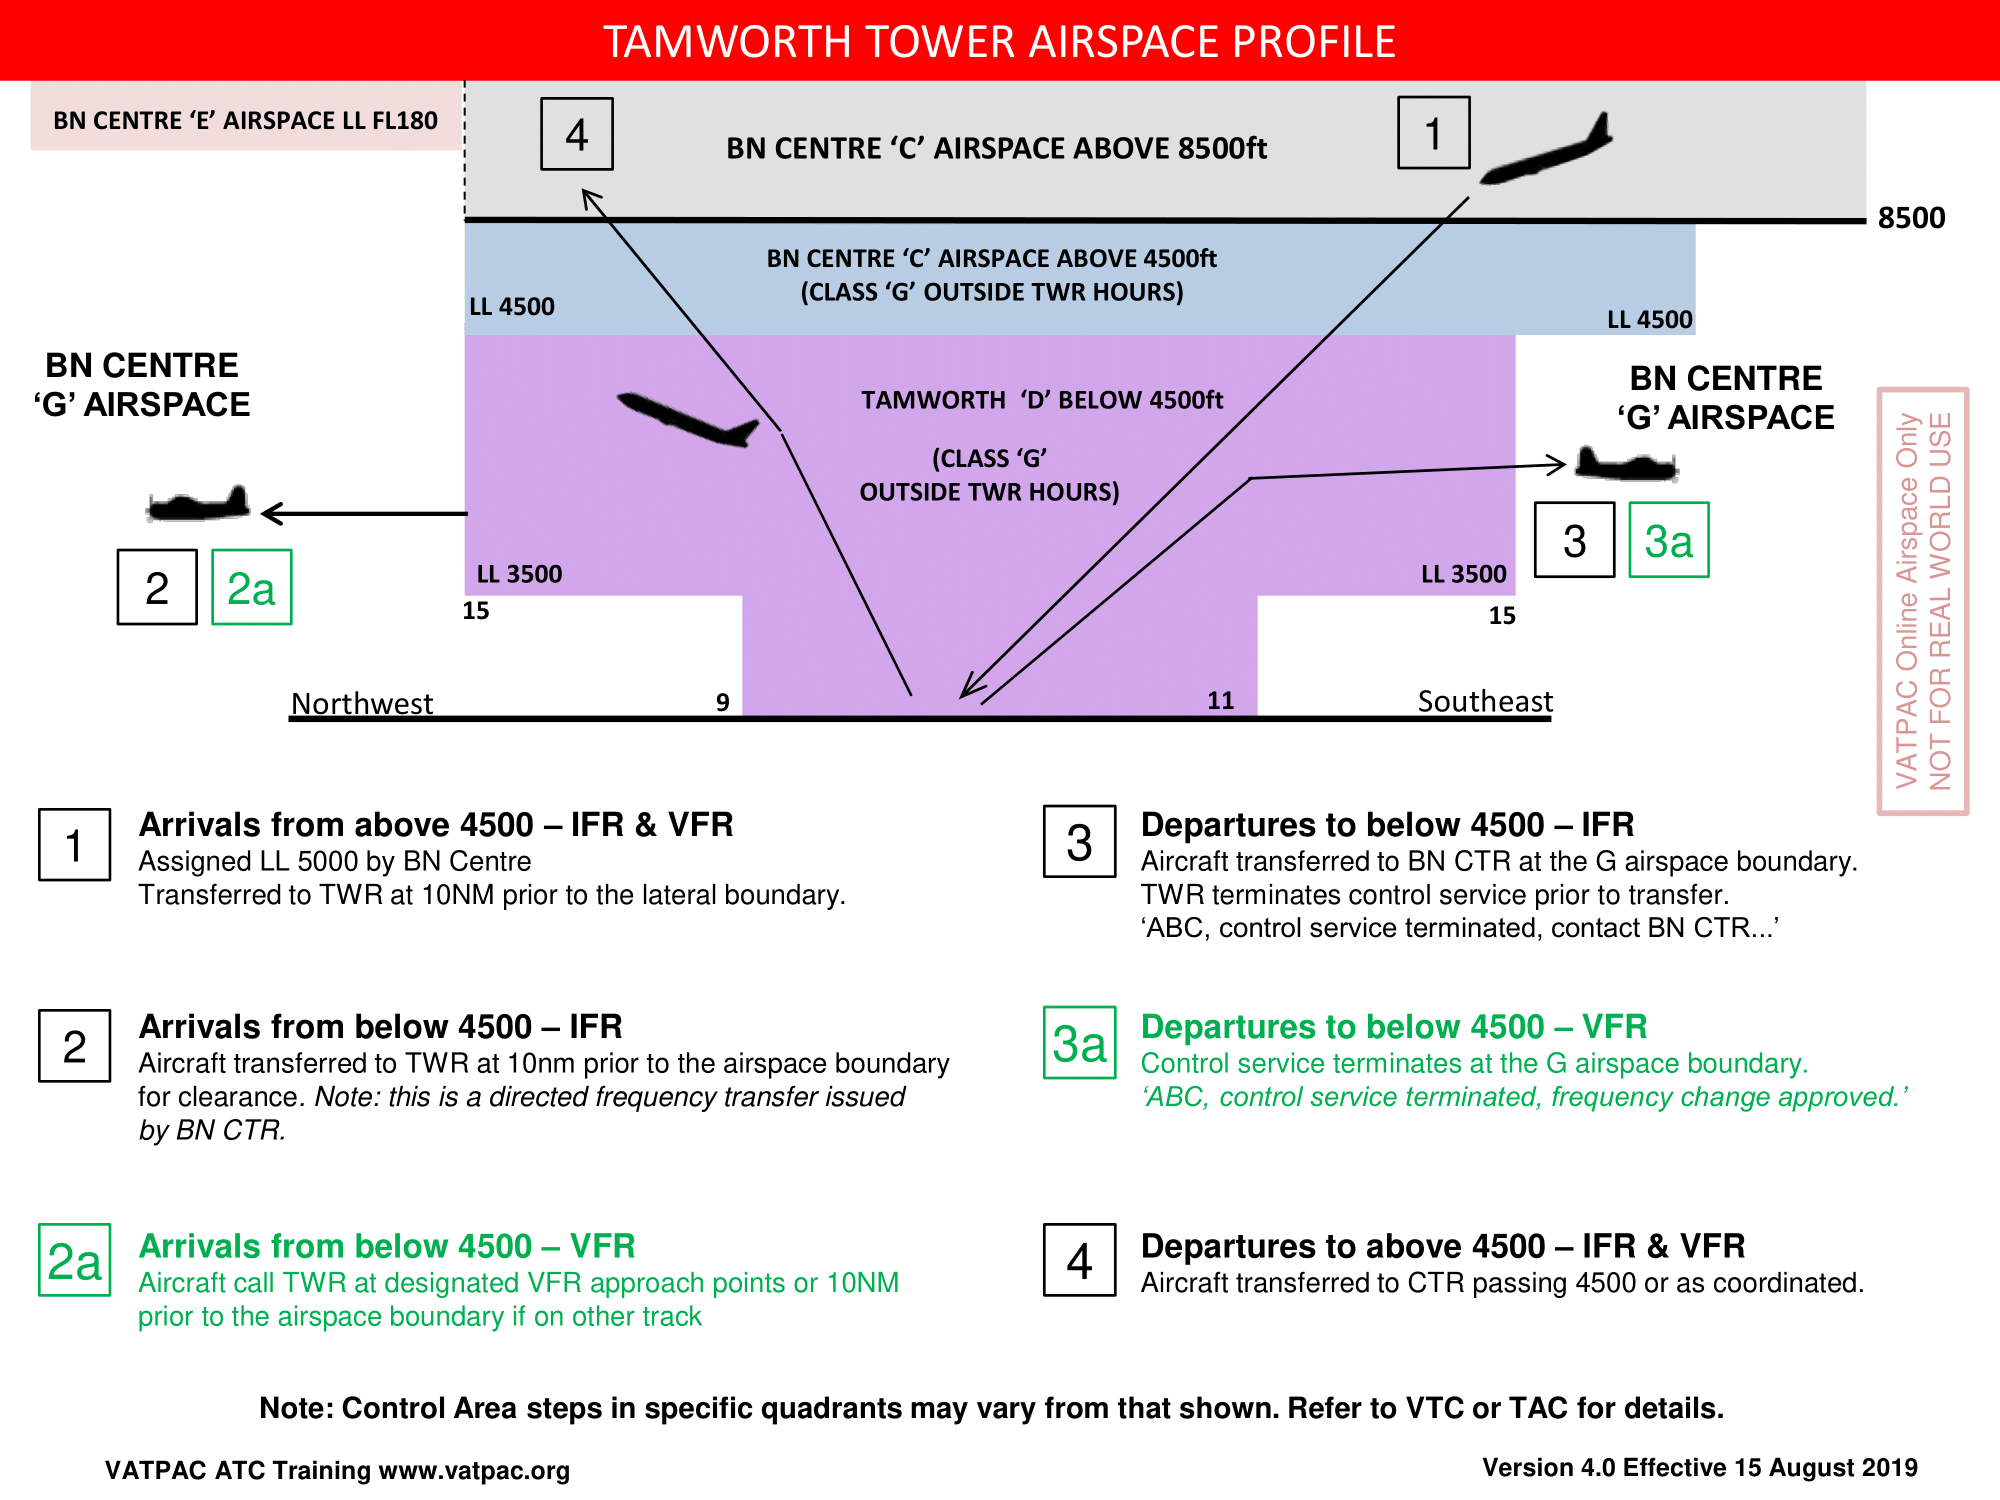 TAMWORTH TOWER AIRSPACE PROFILE
BN CENTRE ‘E’ AIRSPACE LL FL180
4
BN CENTRE ‘C’ AIRSPACE ABOVE 8500ft
1
8500
BN CENTRE ‘C’ AIRSPACE ABOVE 4500ft
(CLASS ‘G’ OUTSIDE TWR HOURS)
LL 4500
LL 4500
BN CENTRE
‘G’ AIRSPACE
TAMWORTH ‘D’ BELOW 4500ft
(CLASS ‘G’
OUTSIDE TWR HOURS)
BN CENTRE
‘G’ AIRSPACE
2
2a
LL 3500
LL 3500
3
3a
15
15
Northwest
9
11
Southeast
VATPAC Online Airspace Only
NOT FOR REAL WORLD USE
1
Arrivals from above 4500 – IFR & VFR
Assigned LL 5000 by BN Centre
Transferred to TWR at 10NM prior to the lateral boundary.
2
Arrivals from below 4500 – IFR
Aircraft transferred to TWR at 10nm prior to the airspace boundary
for clearance. Note: this is a directed frequency transfer issued
by BN CTR.
2a
Arrivals from below 4500 – VFR
Aircraft call TWR at designated VFR approach points or 10NM
prior to the airspace boundary if on other track
3
Departures to below 4500 – IFR
Aircraft transferred to BN CTR at the G airspace boundary.
TWR terminates control service prior to transfer.
‘ABC, control service terminated, contact BN CTR...’
3a
Departures to below 4500 – VFR
Control service terminates at the G airspace boundary.
‘ABC, control service terminated, frequency change approved.’
4
Departures to above 4500 – IFR & VFR
Aircraft transferred to CTR passing 4500 or as coordinated.
Note: Control Area steps in specific quadrants may vary from that shown. Refer to VTC or TAC for details.
VATPAC ATC Training www.vatpac.org
Version 4.0 Effective 15 August 2019